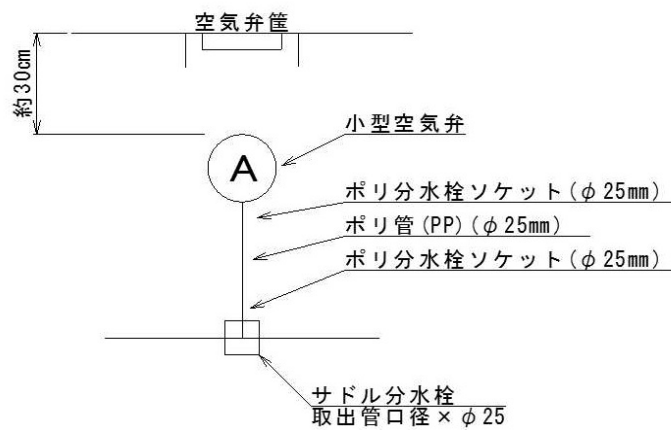 空気弁筐
約30cm
小型空気弁
A
ポリ分水栓ソケット(φ25mm)
ポリ管(PP)(φ25mm)
ポリ分水栓ソケット(φ25mm)
サドル分水栓
取出管口径×φ25